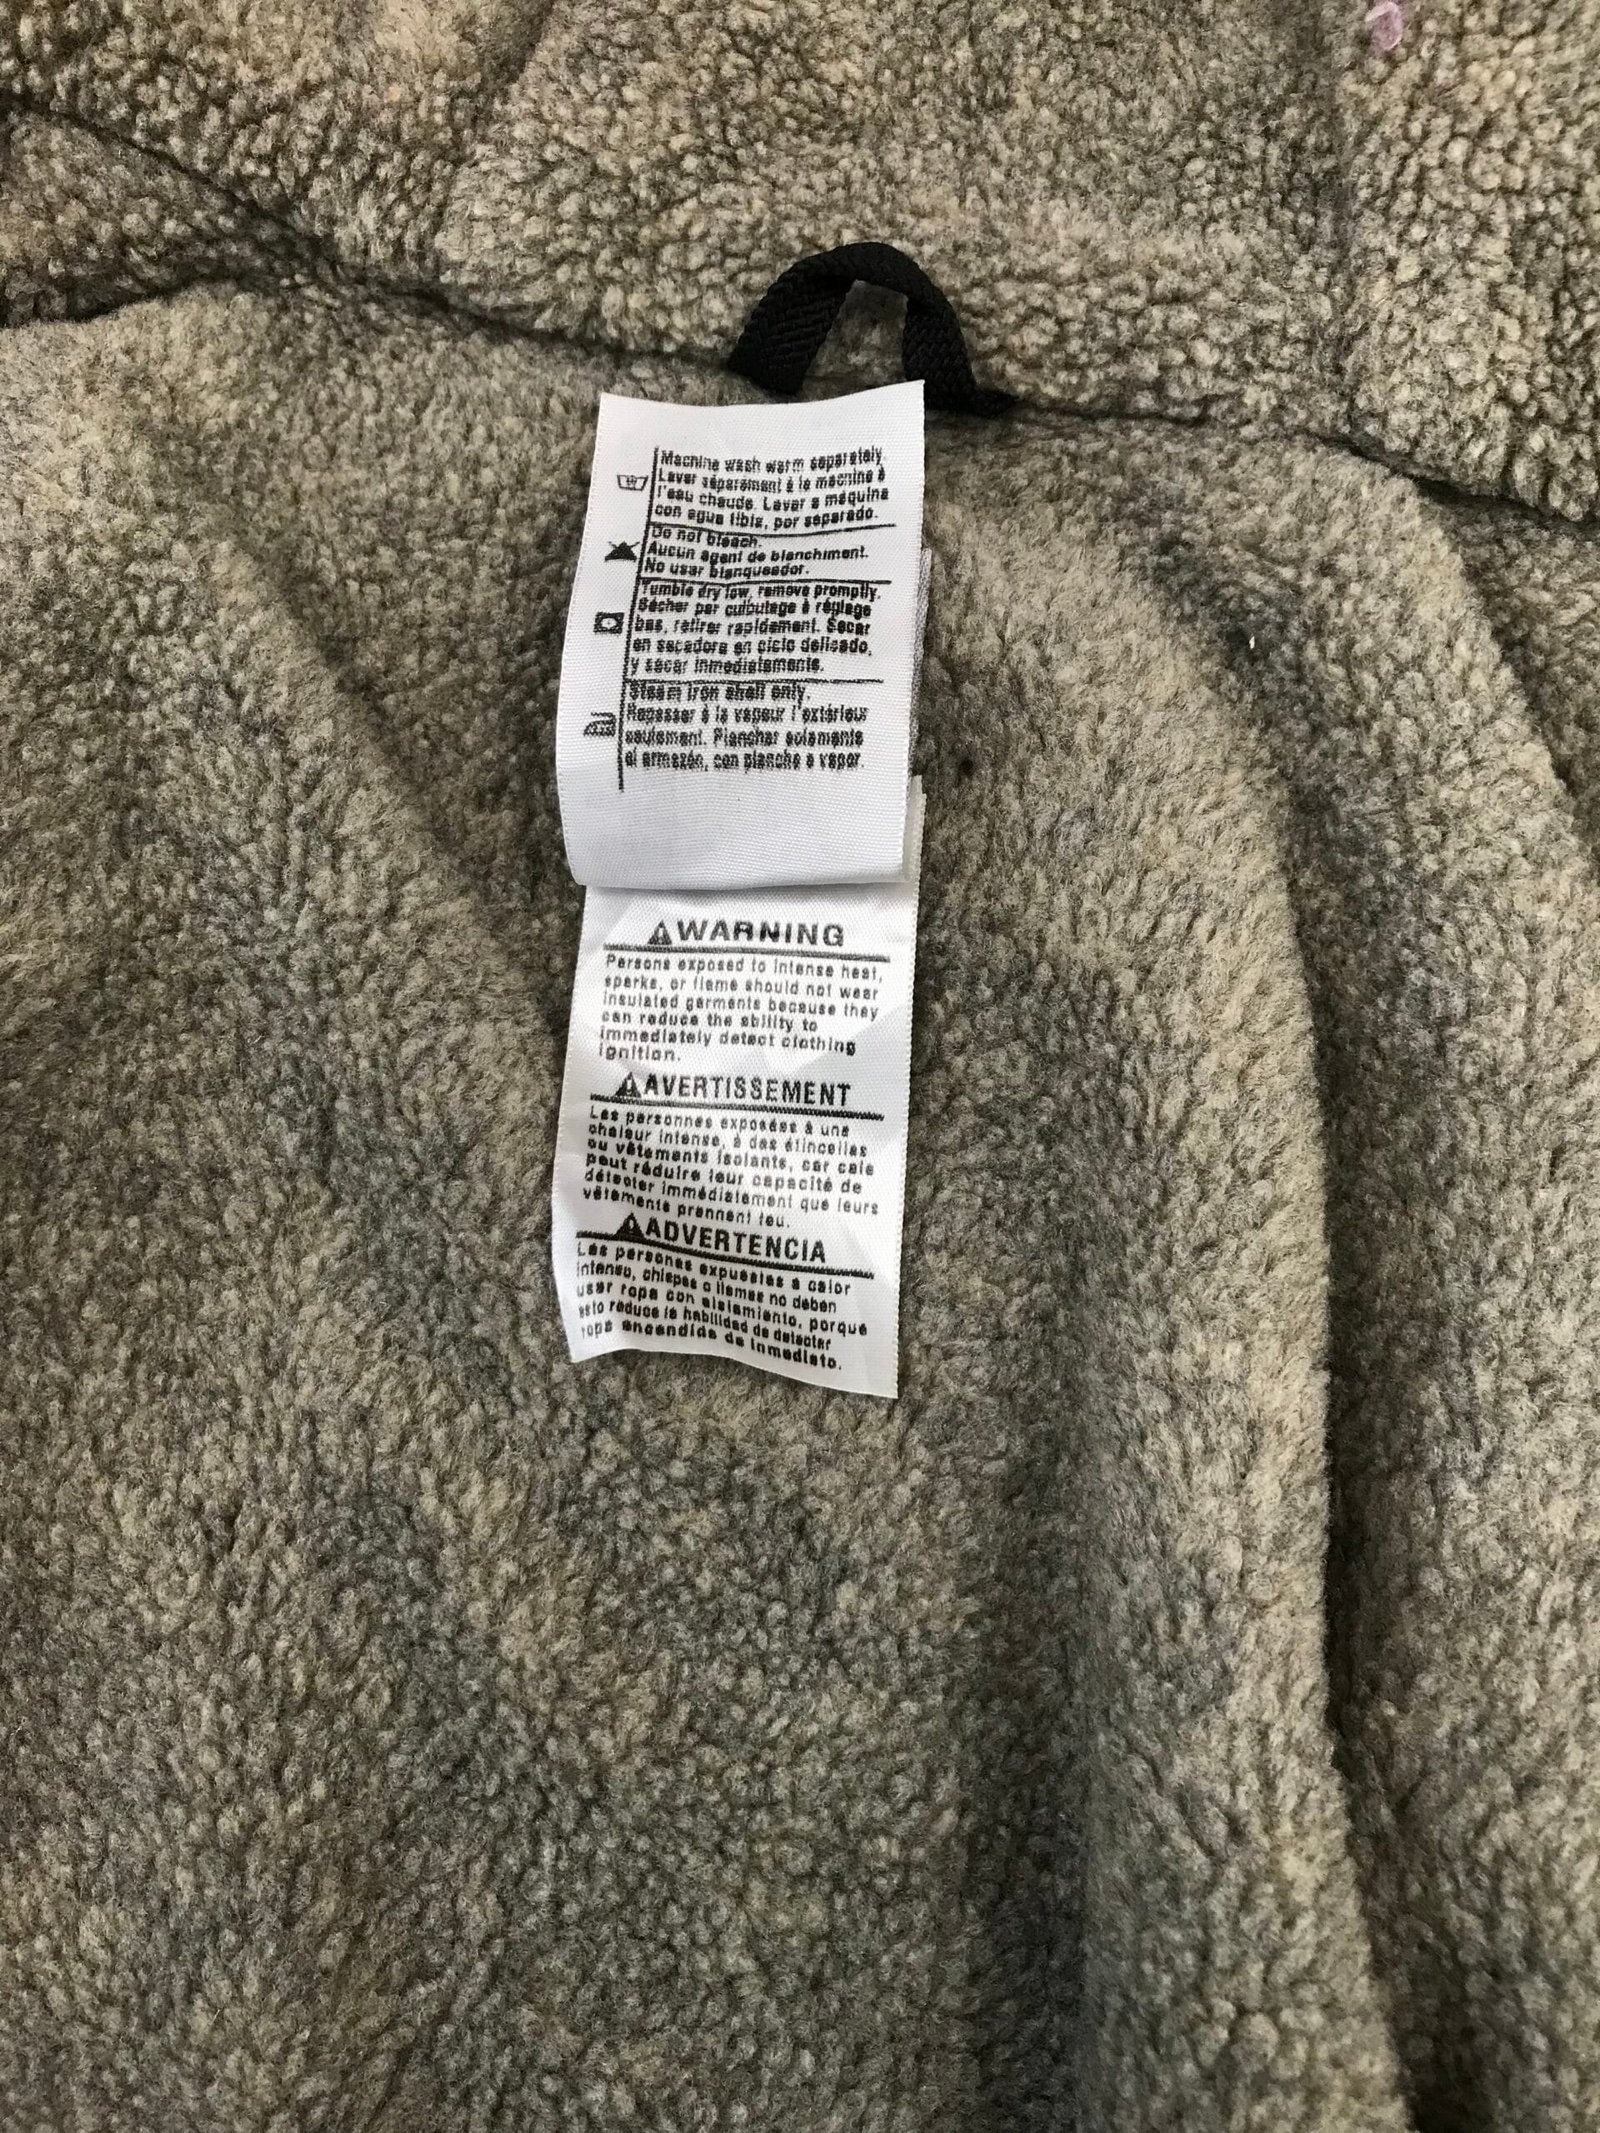 Machine wash warm separately.
Laver séparément à la machine à
l'eau chaude. Lavar a máquina
con agua tibia, por separado.
Do not bleach.
Aucun agent de blanchiment.
No usar blanqueador.
Tumble dry low, remove promptly.
Sécher par culbutage à réglage
bas, retirer rapidement. Secar
en secadora en ciclo delicado,
y sacar inmediatamente.
Steam iron shell only.
Repasser à la vapeur l'extérieur
seulement. Planchar solamente
el armazón, con plancha a vapor.
WARNING
Persons exposed to intense heat,
sparks, or flame should not wear
insulated garments because they
can reduce the ability to
immediately detect clothing
ignition.
AVERTISSEMENT
Les personnes exposées à une
chaleur intense, à des étincelles
ou vêtements isolants, car cela
peut réduire leur capacité de
détecter immédiatement que leurs
vêtements prennent feu.
ADVERTENCIA
Las personas expuestas a calor
intenso, chispas o llamas no deben
usar ropa con aislamiento, porque
esto reduce la habilidad de detectar
ropa encendida de inmediato.